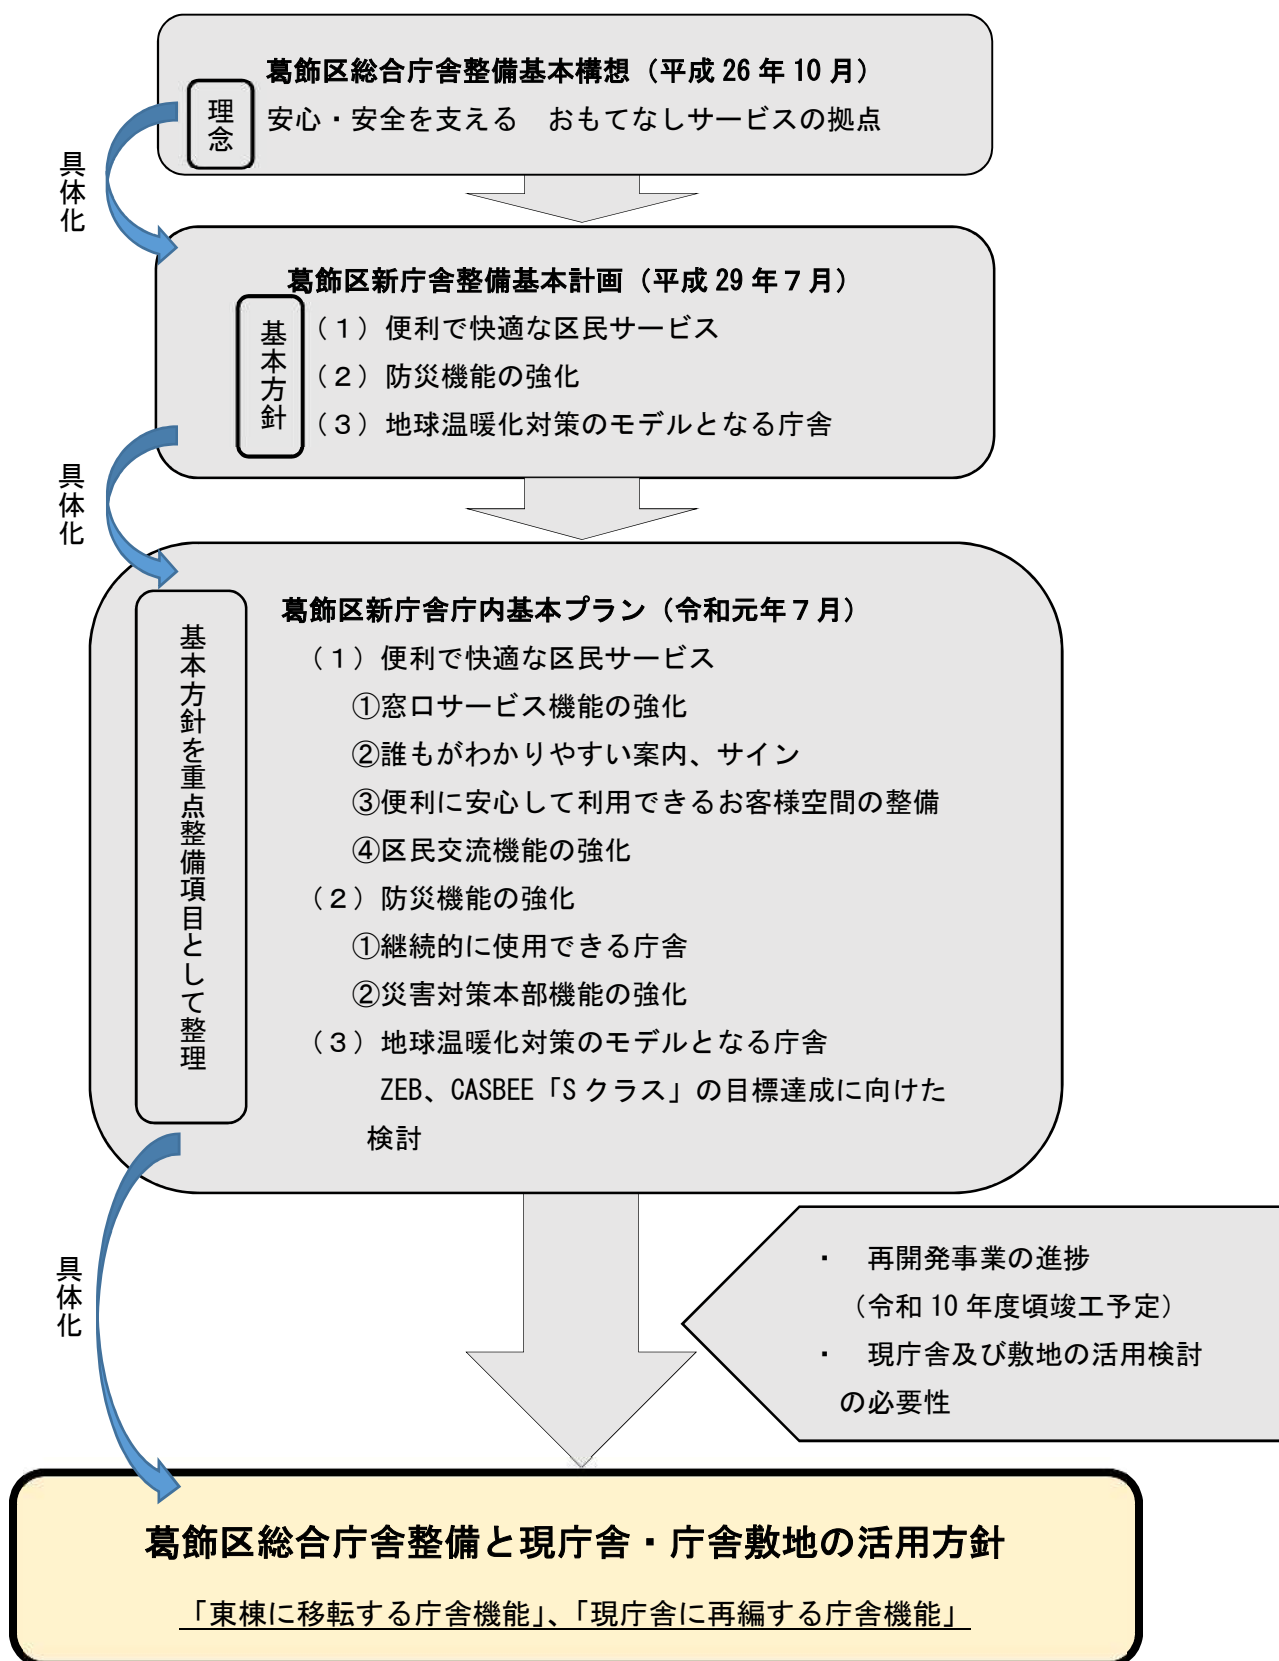 葛飾区総合庁舎整備基本構想（平成 26 年 10 月）
理念
安心・安全を支える　おもてなしサービスの拠点
具体化
葛飾区新庁舎整備基本計画（平成 29 年７月）
基本方針
（１）便利で快適な区民サービス
（２）防災機能の強化
（３）地球温暖化対策のモデルとなる庁舎
具体化
葛飾区新庁舎庁内基本プラン（令和元年７月）
基本方針を重点整備項目として整理
（１）便利で快適な区民サービス
①窓口サービス機能の強化
②誰もがわかりやすい案内、サイン
③便利に安心して利用できるお客様空間の整備
④区民交流機能の強化
（２）防災機能の強化
①継続的に使用できる庁舎
②災害対策本部機能の強化
（３）地球温暖化対策のモデルとなる庁舎
ZEB、CASBEE「S クラス」の目標達成に向けた
検討
具体化
・　再開発事業の進捗
（令和 10 年度頃竣工予定）
・　現庁舎及び敷地の活用検討
の必要性
葛飾区総合庁舎整備と現庁舎・庁舎敷地の活用方針
「東棟に移転する庁舎機能」、「現庁舎に再編する庁舎機能」